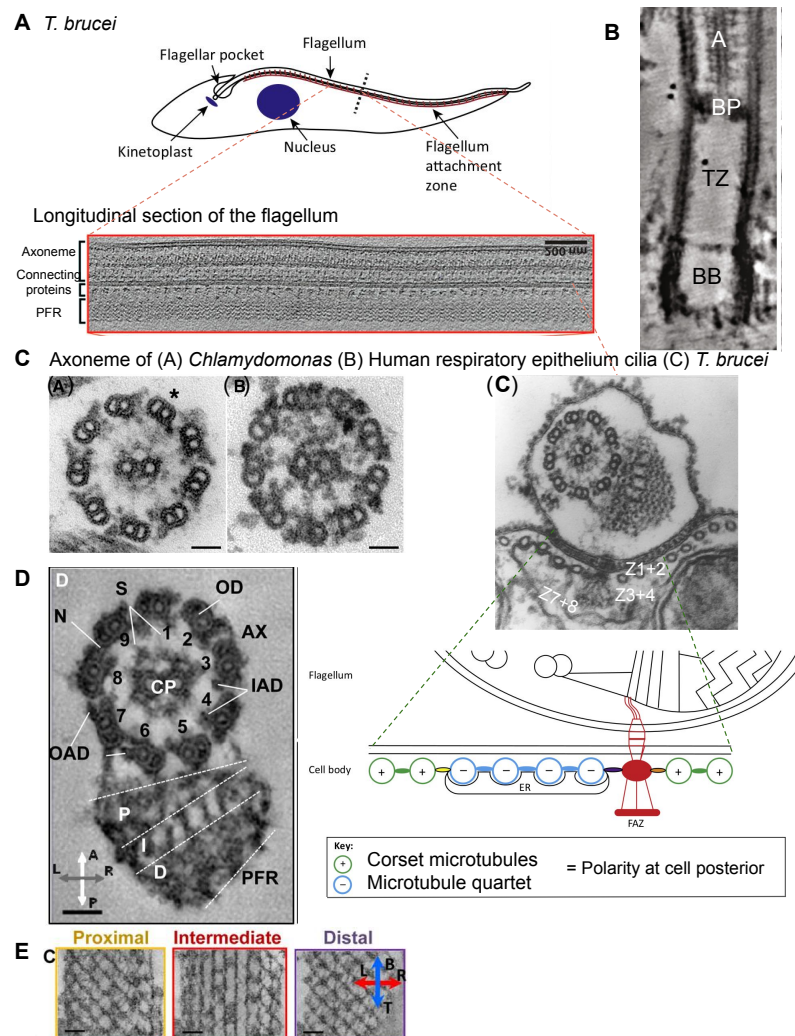 A T. brucei
Flagellar pocket
Flagellum
Kinetoplast
Nucleus
Flagellum
attachment
zone
Longitudinal section of the flagellum
Axoneme
Connecting
proteins
PFR
200 nm
B
A
BP
TZ
BB
C Axoneme of (A) Chlamydomonas (B) Human respiratory epithelium cilia (C) T. brucei
(A)
*
(B)
(C)
Z1+2
Z3+4
Z7+8
D
D
S
OD
N
1
2
AX
9
3
8
CP
IAD
4
7
6
5
OAD
P
I
D
PFR
A
L R
P
Flagellum
Cell body
+ + − − − − + +
ER
FAZ
Key:
+ Corset microtubules
− Microtubule quartet
= Polarity at cell posterior
E
Proximal Intermediate Distal
C
B
L R
T